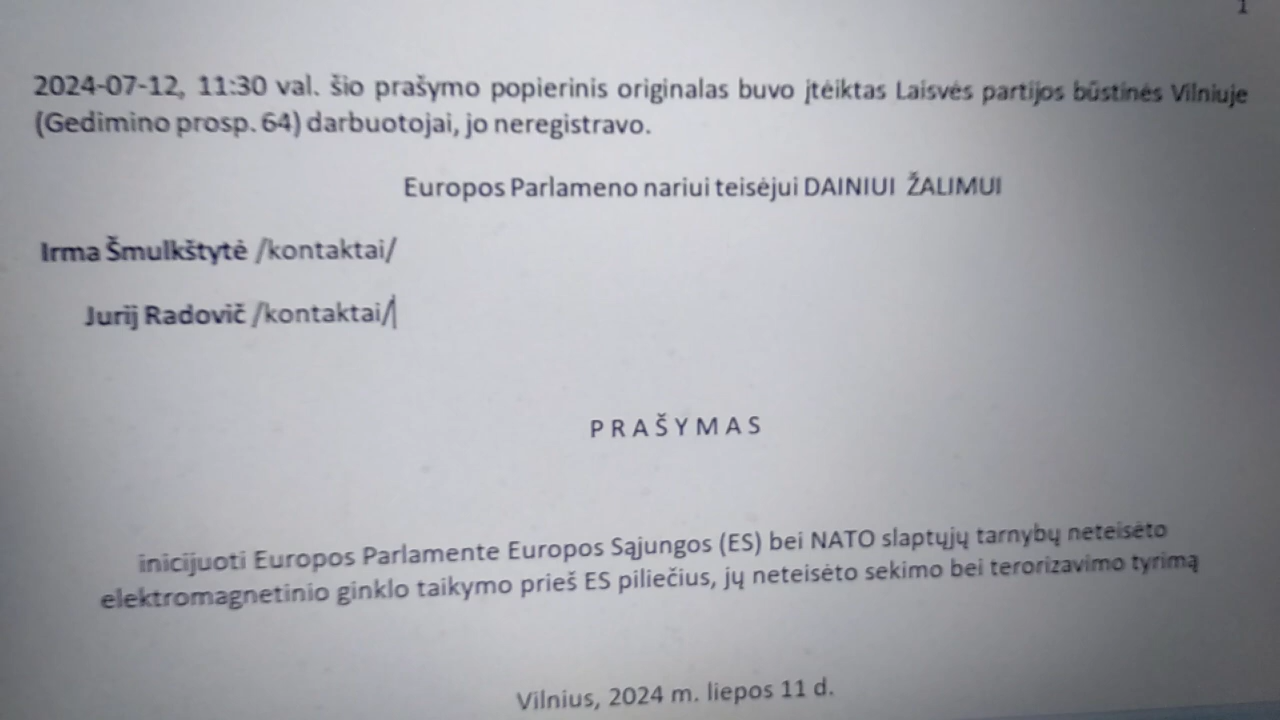 1
2024-07-12, 11:30 val. šio prašymo popierinis originalas buvo įtėiktas Laisvės partijos būstinės Vilniuje
(Gedimino prosp. 64) darbuotojai, jo neregistravo.
Europos Parlameno nariui teisėjui DAINIUI ŽALIMUI
Irma Šmulkštytė /kontaktai/
Jurij Radovič /kontaktai/
P R A Š Y M A S
inicijuoti Europos Parlamente Europos Sąjungos (ES) bei NATO slaptųjų tarnybų neteisėto
elektromagnetinio ginklo taikymo prieš ES piliečius, jų neteisėto sekimo bei terorizavimo tyrimą
Vilnius, 2024 m. liepos 11 d.